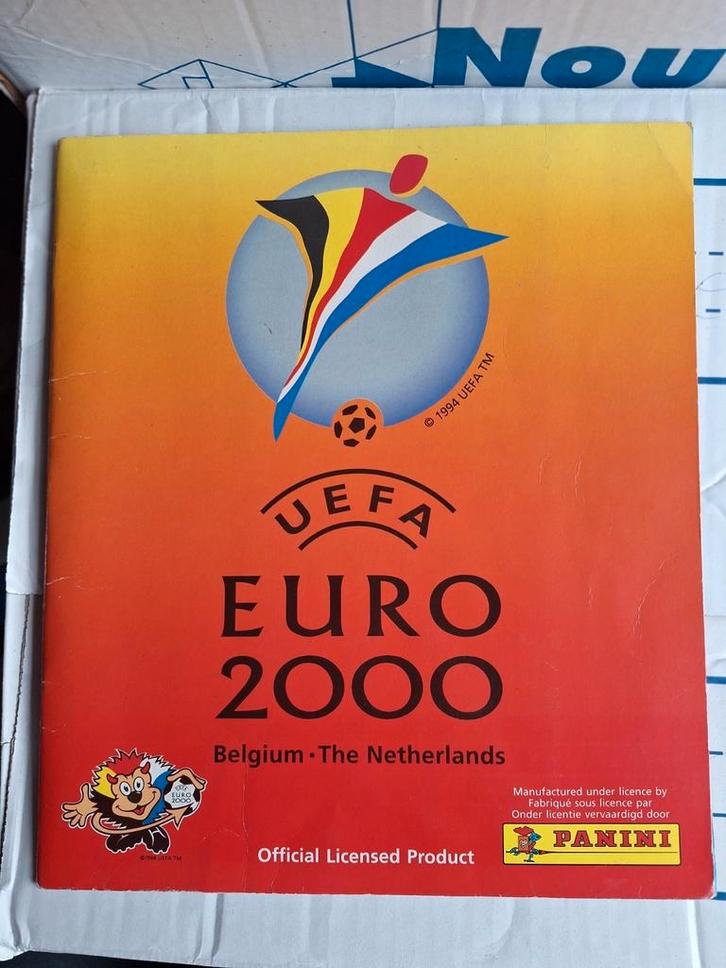 Nou
© 1994 UEFA TM
UEFA
EURO
2000
Belgium · The Netherlands
EURO
2000
Manufactured under licence by
Fabriqué sous licence par
Onder licentie vervaardigd door
PANINI
Official Licensed Product